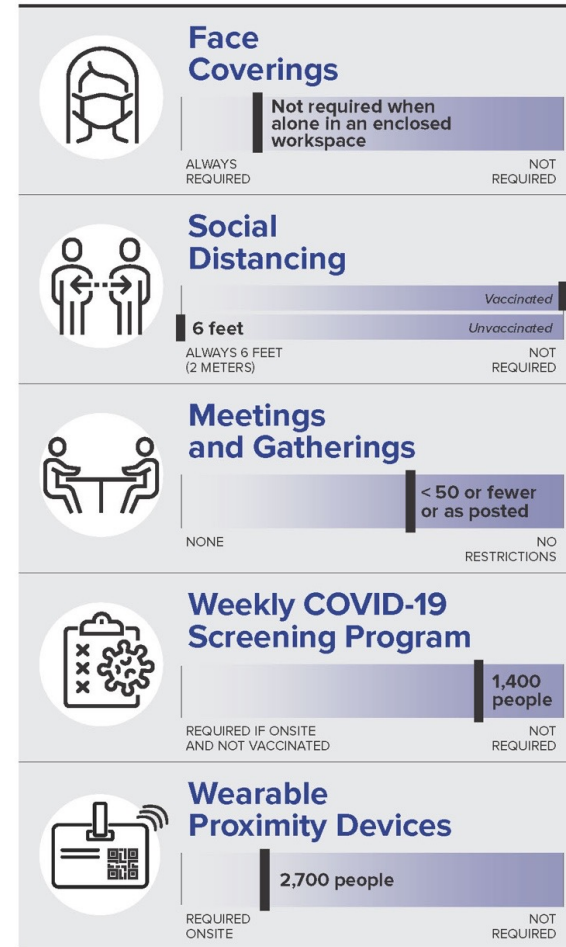 Face
Coverings
Not required when
alone in an enclosed
workspace
ALWAYS
REQUIRED
NOT
REQUIRED
Social
Distancing
Vaccinated
6 feet
Unvaccinated
ALWAYS 6 FEET
(2 METERS)
NOT
REQUIRED
Meetings
and Gatherings
< 50 or fewer
or as posted
NONE
NO
RESTRICTIONS
Weekly COVID-19
Screening Program
1,400
people
REQUIRED IF ONSITE
AND NOT VACCINATED
NOT
REQUIRED
Wearable
Proximity Devices
2,700 people
REQUIRED
ONSITE
NOT
REQUIRED